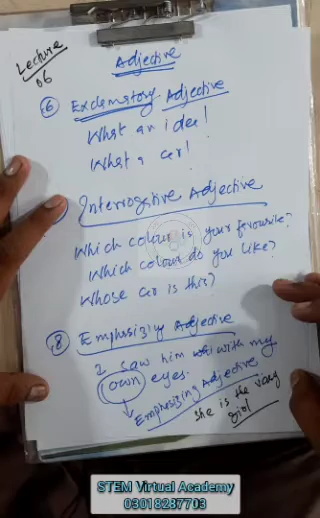 Lecture
06
Adjective
6 Exclamatory Adjective
What an idea!
What a car!
Interrogative Adjective
Which colour is your favourite?
Which colour do you like?
Whose car is this?
8 Emphasizing Adjective
I saw him with my
own eyes.
Emphasizing Adjective
She is the very
girl
STEM Virtual Academy
03018287703